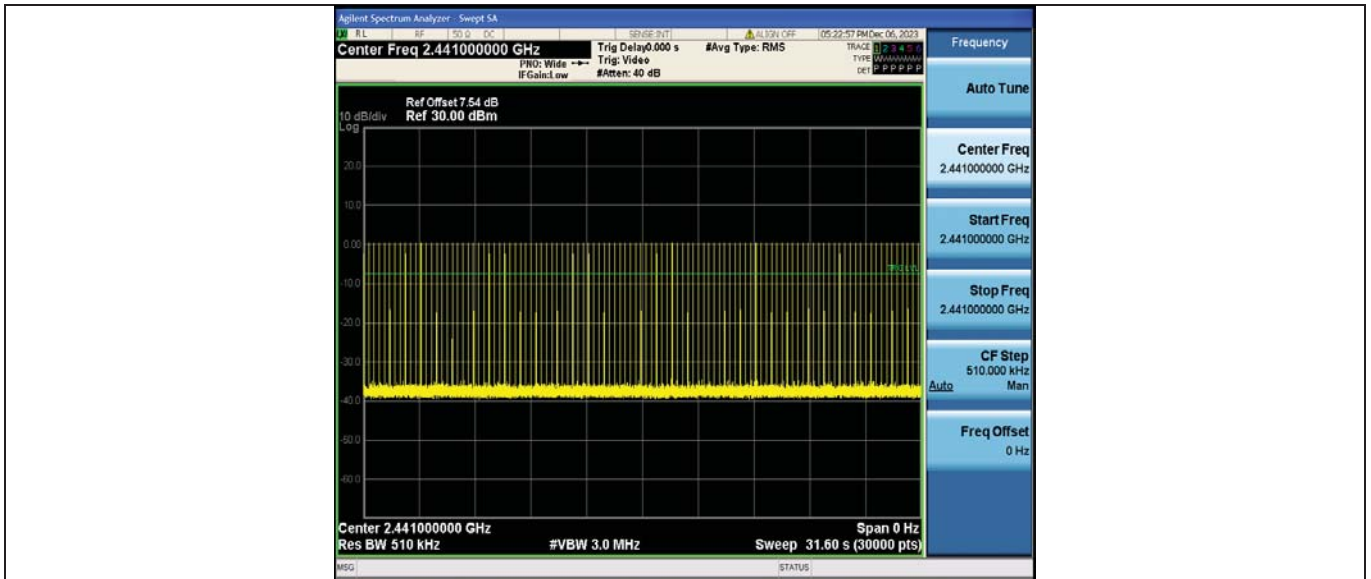 Agilent Spectrum Analyzer - Swept SA
RL RF 50 Ω DC SENSE:INT ALIGN OFF 05:22:57 PM Dec 06, 2023
Center Freq 2.441000000 GHz
PNO: Wide
IFGain:Low
Trig Delay0.000 s
Trig: Video
#Atten: 40 dB
#Avg Type: RMS
TRACE 1 2 3 4 5 6
TYPE
DET P P P P P P
Ref Offset 7.54 dB
10 dB/div Ref 30.00 dBm
Log
20.0
10.0
0.00
-10.0
-20.0
-30.0
-40.0
-50.0
-60.0
TRIG LVL
Center 2.441000000 GHz Span 0 Hz
Res BW 510 kHz #VBW 3.0 MHz Sweep 31.60 s (30000 pts)
MSG STATUS
Frequency
Auto Tune
Center Freq
2.441000000 GHz
Start Freq
2.441000000 GHz
Stop Freq
2.441000000 GHz
CF Step
510.000 kHz
Auto Man
Freq Offset
0 Hz